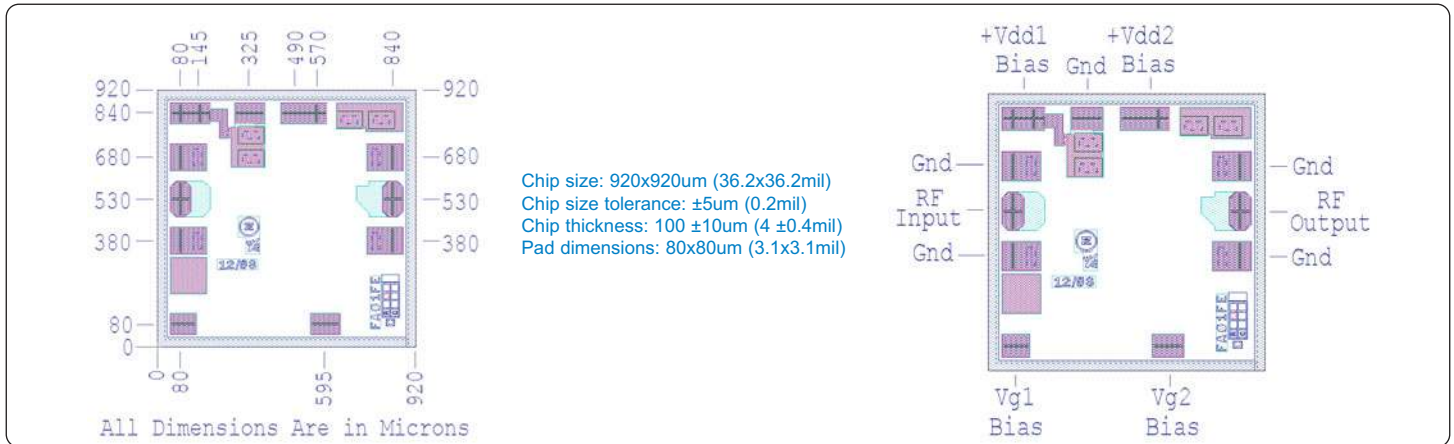 80
145
325
490
570
840
920
840
680
530
380
80
0
920
680
530
380
12/08
FA01FE
0
80
595
920
All Dimensions Are in Microns
Chip size: 920x920um (36.2x36.2mil)
Chip size tolerance: ±5um (0.2mil)
Chip thickness: 100 ±10um (4 ±0.4mil)
Pad dimensions: 80x80um (3.1x3.1mil)
+Vdd1
Bias
Gnd
+Vdd2
Bias
Gnd
RF
Input
Gnd
Gnd
RF
Output
Gnd
12/08
FA01FE
Vg1
Bias
Vg2
Bias